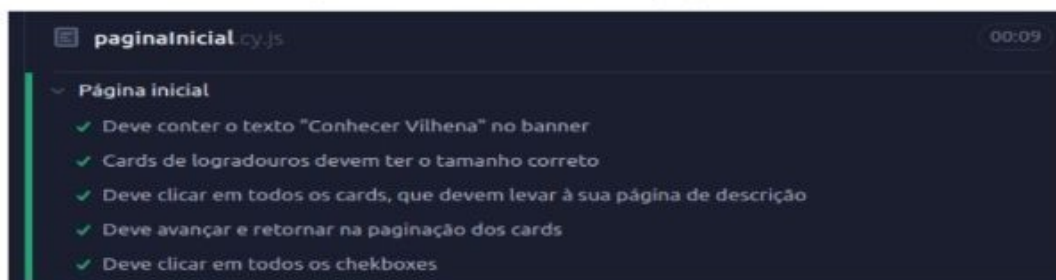 paginaInicial.cy.js 00:09
Página inicial
Deve conter o texto "Conhecer Vilhena" no banner
Cards de logradouros devem ter o tamanho correto
Deve clicar em todos os cards, que devem levar à sua página de descrição
Deve avançar e retornar na paginação dos cards
Deve clicar em todos os chekboxes